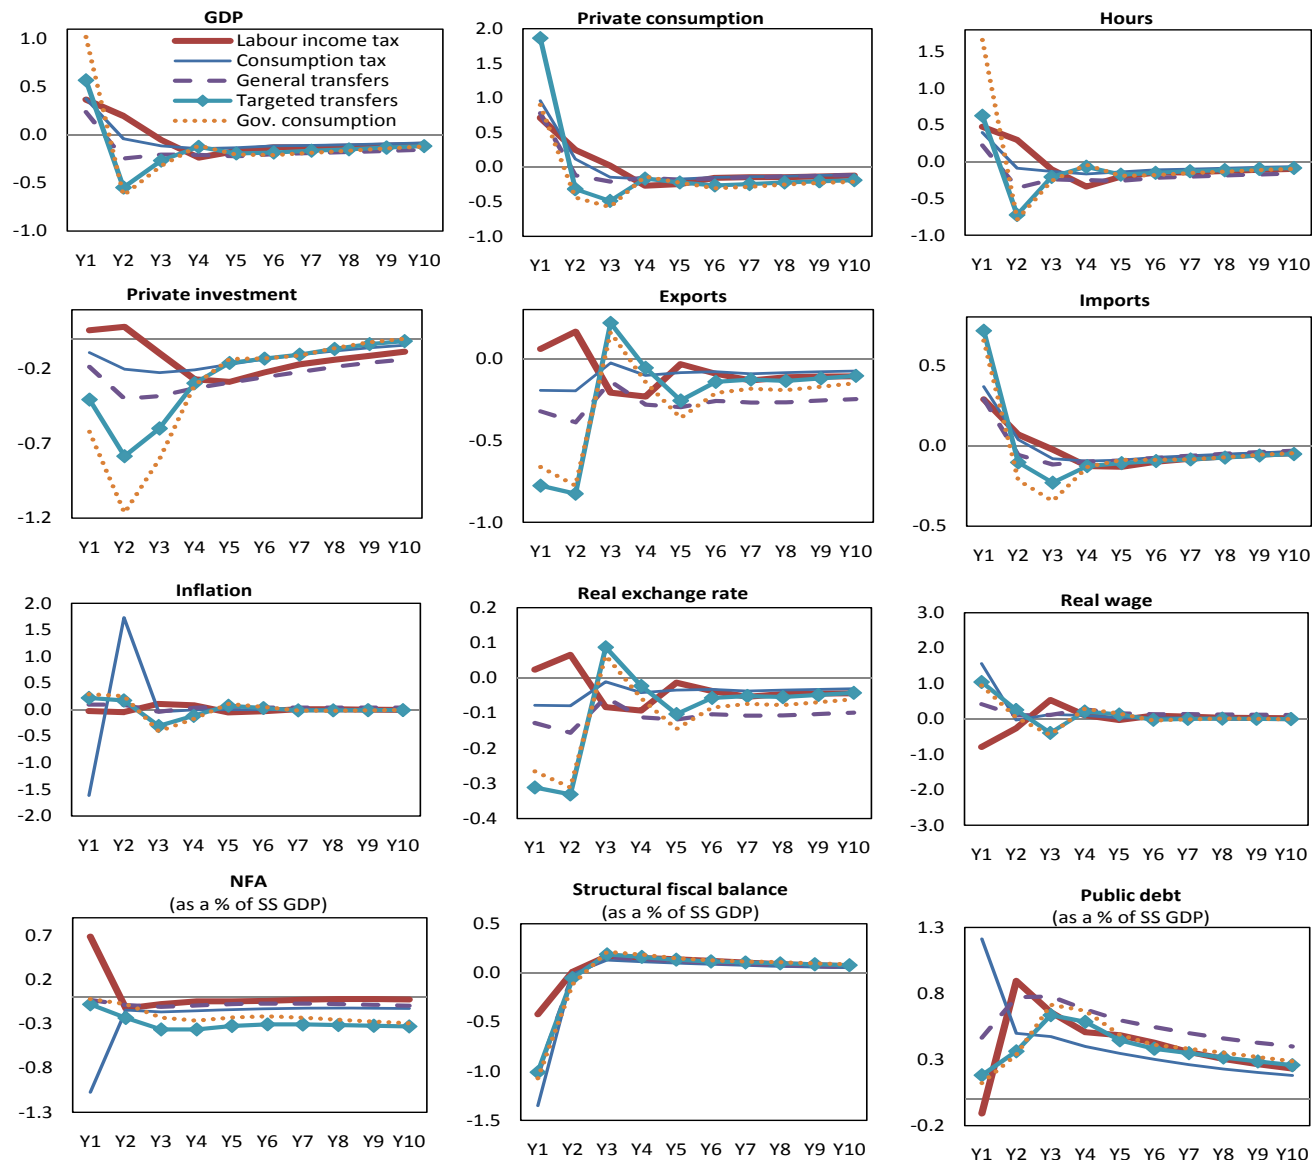 GDP
1.0
0.5
0.0
-0.5
-1.0
Labour income tax
Consumption tax
General transfers
Targeted transfers
Gov. consumption
Y1 Y2 Y3 Y4 Y5 Y6 Y7 Y8 Y9 Y10
Private consumption
2.0
1.5
1.0
0.5
0.0
-0.5
-1.0
Y1 Y2 Y3 Y4 Y5 Y6 Y7 Y8 Y9 Y10
Hours
1.5
1.0
0.5
0.0
-0.5
-1.0
Y1 Y2 Y3 Y4 Y5 Y6 Y7 Y8 Y9 Y10
Private investment
-0.2
-0.7
-1.2
Y1 Y2 Y3 Y4 Y5 Y6 Y7 Y8 Y9 Y10
Exports
0.0
-0.5
-1.0
Y1 Y2 Y3 Y4 Y5 Y6 Y7 Y8 Y9 Y10
Imports
0.5
0.0
-0.5
Y1 Y2 Y3 Y4 Y5 Y6 Y7 Y8 Y9 Y10
Inflation
2.0
1.5
1.0
0.5
0.0
-0.5
-1.0
-1.5
-2.0
Y1 Y2 Y3 Y4 Y5 Y6 Y7 Y8 Y9 Y10
Real exchange rate
0.2
0.1
0.0
-0.1
-0.2
-0.3
-0.4
Y1 Y2 Y3 Y4 Y5 Y6 Y7 Y8 Y9 Y10
Real wage
3.0
2.0
1.0
0.0
-1.0
-2.0
-3.0
Y1 Y2 Y3 Y4 Y5 Y6 Y7 Y8 Y9 Y10
NFA
(as a % of SS GDP)
0.7
0.2
-0.3
-0.8
-1.3
Y1 Y2 Y3 Y4 Y5 Y6 Y7 Y8 Y9 Y10
Structural fiscal balance
(as a % of SS GDP)
0.5
0.0
-0.5
-1.0
-1.5
Y1 Y2 Y3 Y4 Y5 Y6 Y7 Y8 Y9 Y10
Public debt
(as a % of SS GDP)
1.3
0.8
0.3
-0.2
Y1 Y2 Y3 Y4 Y5 Y6 Y7 Y8 Y9 Y10